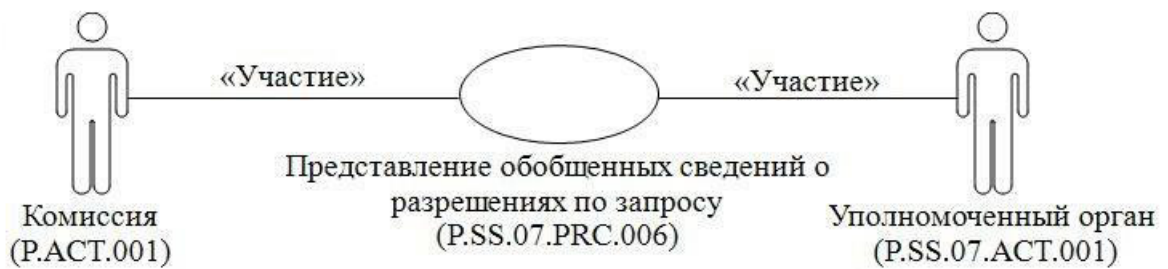 «Участие»
«Участие»
Представление обобщенных сведений о
разрешениях по запросу
(P.SS.07.PRC.006)
Комиссия
(P.ACT.001)
Уполномоченный орган
(P.SS.07.ACT.001)